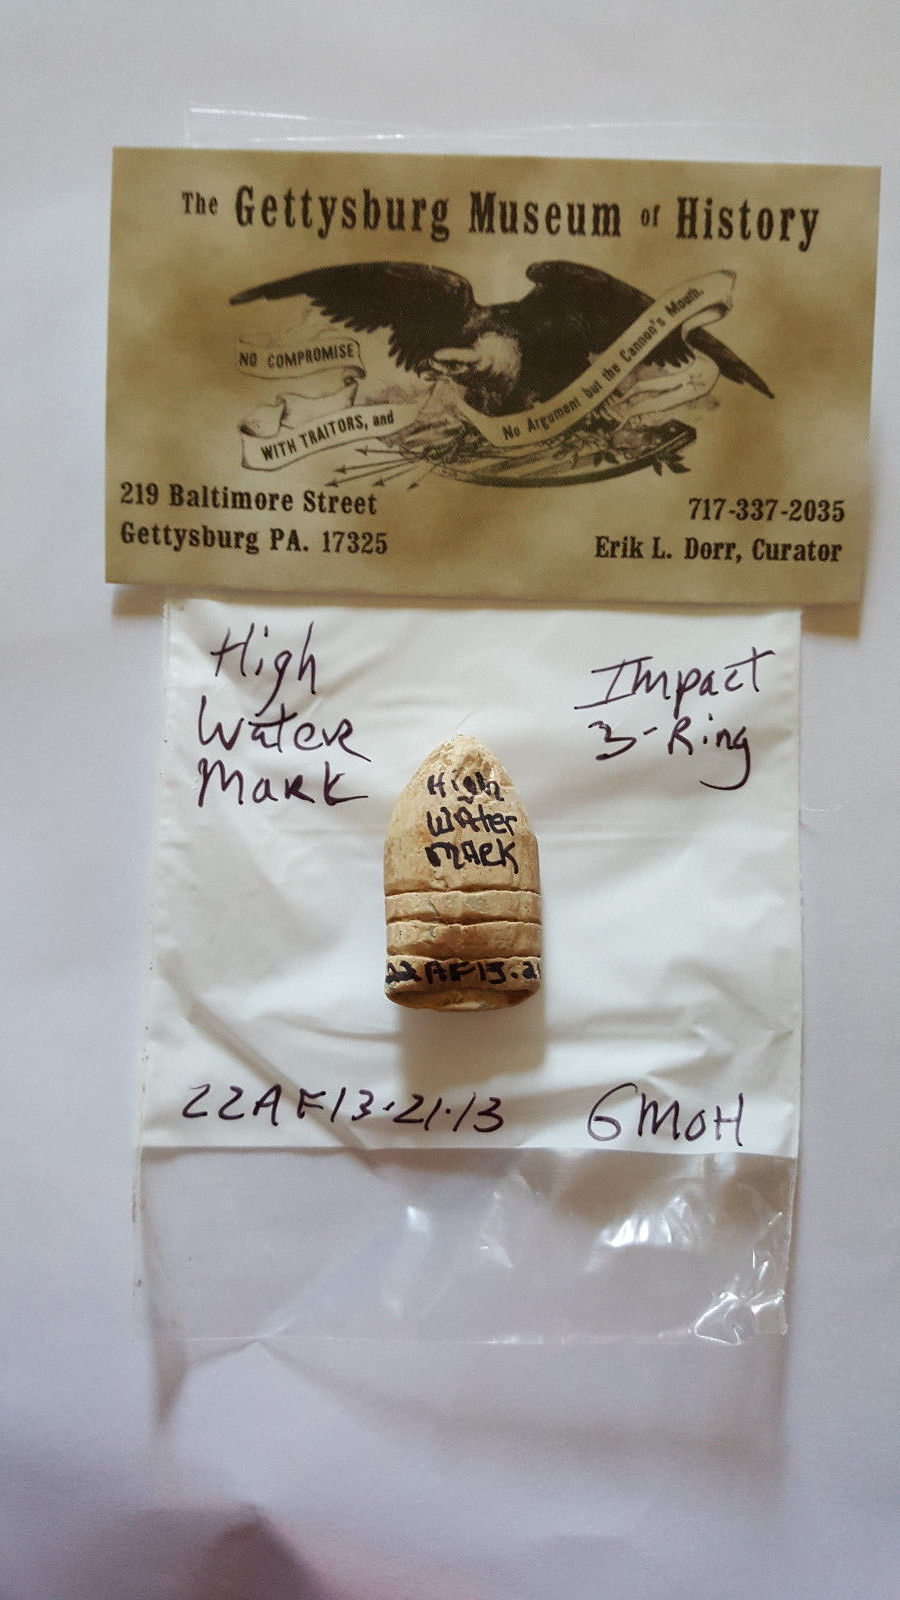 The Gettysburg Museum of History
NO COMPROMISE
WITH TRAITORS, and
No Argument but the Cannon's Mouth.
219 Baltimore Street
Gettysburg PA. 17325
717-337-2035
Erik L. Dorr, Curator
High
Water
Mark
Impact
3-Ring
High
Water
MARK
22AF13.2
22AF13.21.13
GMOH